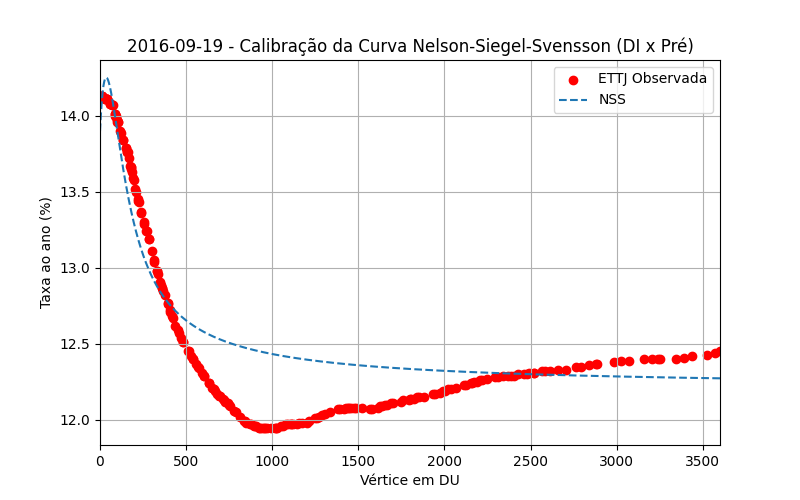 2016-09-19 - Calibração da Curva Nelson-Siegel-Svensson (DI x Pré)
ETTJ Observada
NSS
Taxa ao ano (%)
14.0
13.5
13.0
12.5
12.0
0 500 1000 1500 2000 2500 3000 3500
Vértice em DU